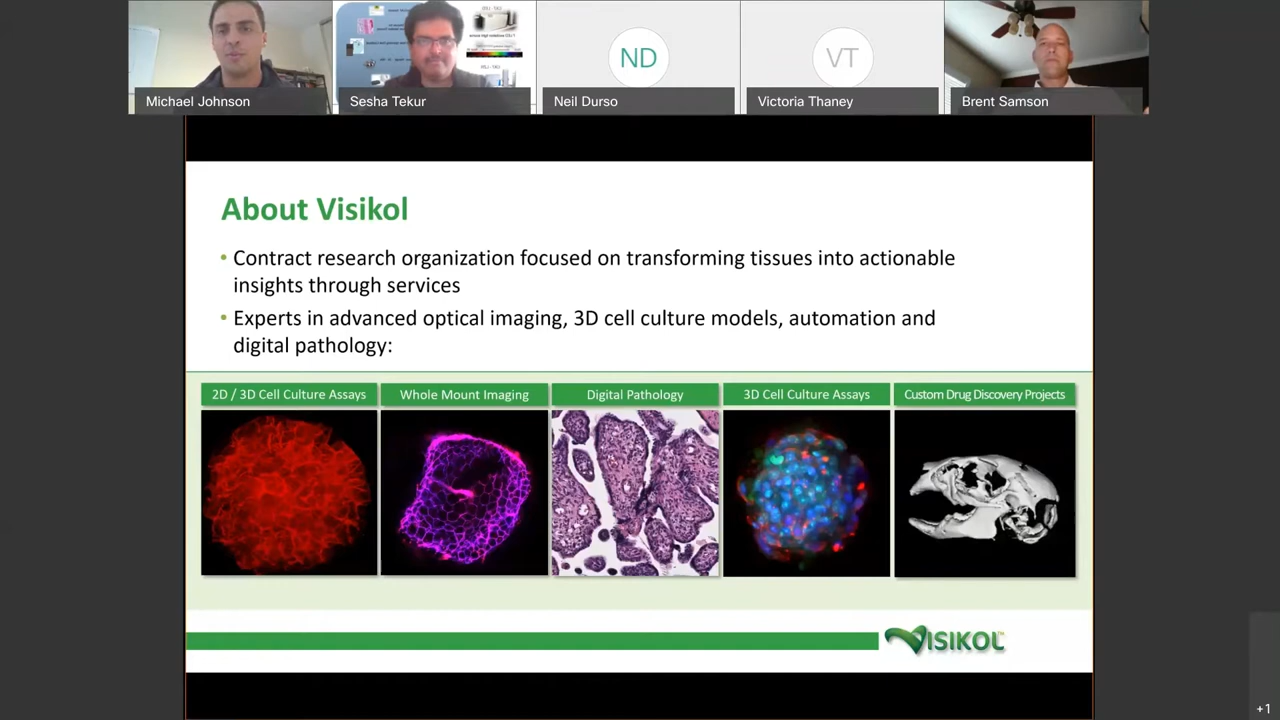 Michael Johnson
Sesha Tekur
ND
Neil Durso
VT
Victoria Thaney
Brent Samson
About Visikol
• Contract research organization focused on transforming tissues into actionable
insights through services
• Experts in advanced optical imaging, 3D cell culture models, automation and
digital pathology:
2D / 3D Cell Culture Assays
Whole Mount Imaging
Digital Pathology
3D Cell Culture Assays
Custom Drug Discovery Projects
VISIKOL
+1